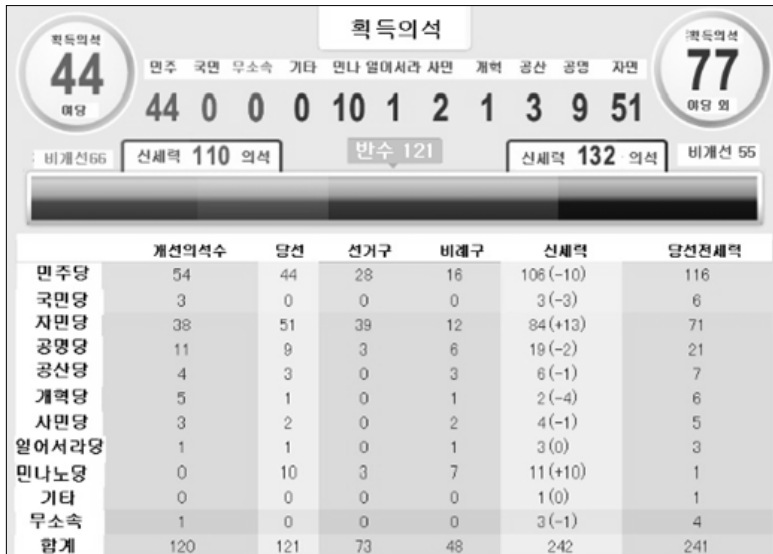 획득의석
획득의석
44
여당
획득의석
77
야당 외
민주 국민 무소속 기타 민나 일어서라 사민 개혁 공산 공명 자민
44 0 0 0 10 1 2 1 3 9 51
비개선66
신세력 110 의석
반수 121
신세력 132 의석
비개선 55
개선의석수 당선 선거구 비례구 신세력 당선전세력
민주당 54 44 28 16 106(-10) 116
국민당 3 0 0 0 3(-3) 6
자민당 38 51 39 12 84(+13) 71
공명당 11 9 3 6 19(-2) 21
공산당 4 3 0 3 6(-1) 7
개혁당 5 1 0 1 2(-4) 6
사민당 3 2 0 2 4(-1) 5
일어서라당 1 1 0 1 3(0) 3
민나노당 0 10 3 7 11(+10) 1
기타 0 0 0 0 1(0) 1
무소속 1 0 0 0 3(-1) 4
합계 120 121 73 48 242 241